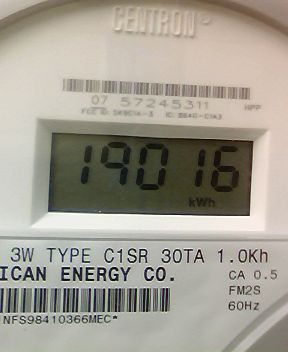 CENTRON
07 57245311 HPP
19016
kWh
3W TYPE C1SR 30TA 1.0Kh
ICAN ENERGY CO. CA 0.5
FM2S
60Hz
NFS98410366MEC*